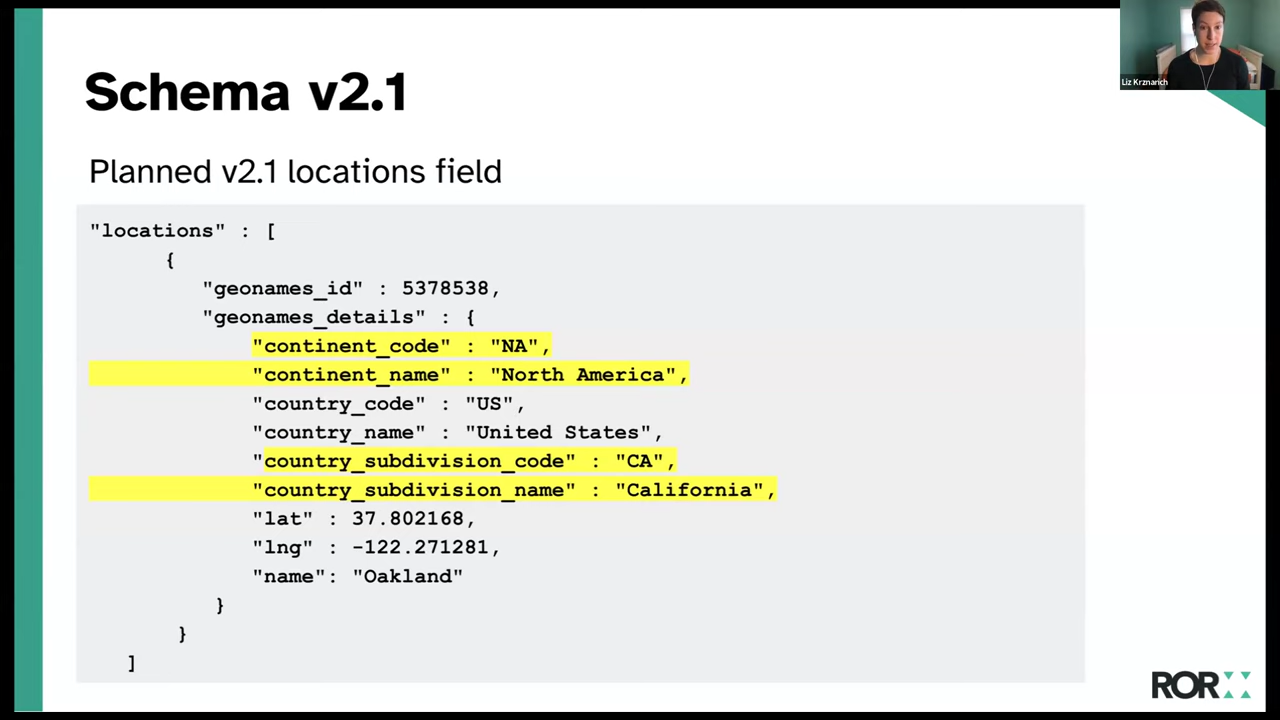 Schema v2.1
Liz Krznarich
Planned v2.1 locations field
"locations" : [
{
"geonames_id" : 5378538,
"geonames_details" : {
"continent_code" : "NA",
"continent_name" : "North America",
"country_code" : "US",
"country_name" : "United States",
"country_subdivision_code" : "CA",
"country_subdivision_name" : "California",
"lat" : 37.802168,
"lng" : -122.271281,
"name": "Oakland"
}
}
]
ROR